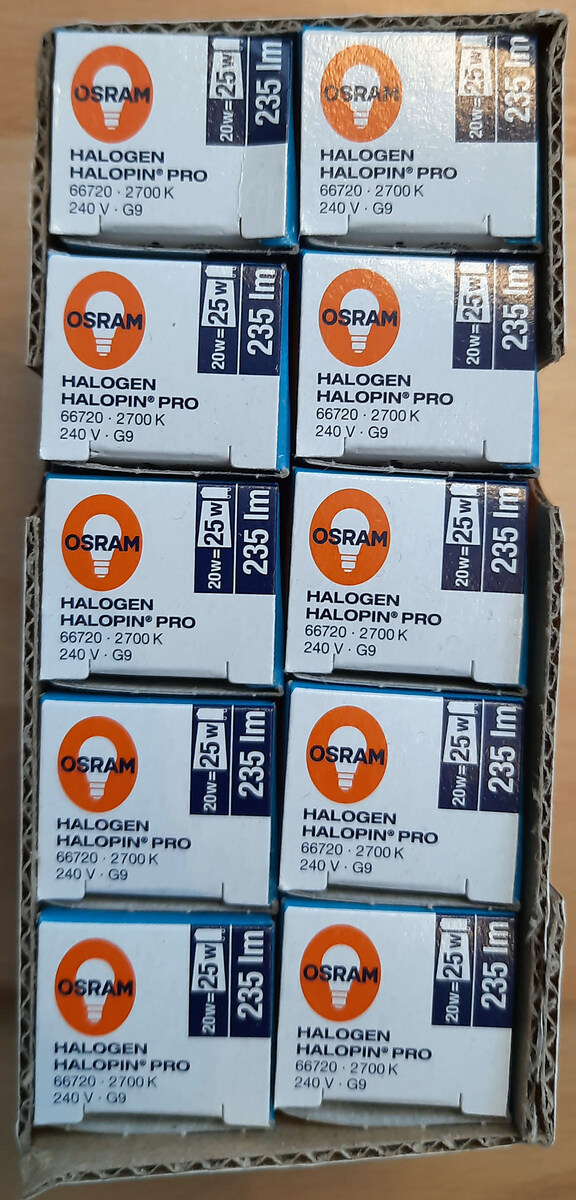 OSRAM
20w=25w
235 lm
HALOGEN
HALOPIN® PRO
66720 · 2700 K
240 V · G9
OSRAM
20w=25w
235 lm
HALOGEN
HALOPIN® PRO
66720 · 2700 K
240 V · G9
OSRAM
20w=25w
235 lm
HALOGEN
HALOPIN® PRO
66720 · 2700 K
240 V · G9
OSRAM
20w=25w
235 lm
HALOGEN
HALOPIN® PRO
66720 · 2700 K
240 V · G9
OSRAM
20w=25w
235 lm
HALOGEN
HALOPIN® PRO
66720 · 2700 K
240 V · G9
OSRAM
20w=25w
235 lm
HALOGEN
HALOPIN® PRO
66720 · 2700 K
240 V · G9
OSRAM
20w=25w
235 lm
HALOGEN
HALOPIN® PRO
66720 · 2700 K
240 V · G9
OSRAM
20w=25w
235 lm
HALOGEN
HALOPIN® PRO
66720 · 2700 K
240 V · G9
OSRAM
20w=25w
235 lm
HALOGEN
HALOPIN® PRO
66720 · 2700 K
240 V · G9
OSRAM
20w=25w
235 lm
HALOGEN
HALOPIN® PRO
66720 · 2700 K
240 V · G9